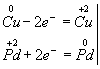 0 +2
Cu−2e⁻ = Cu|
+2 0
Pd+2e⁻ = Pd|